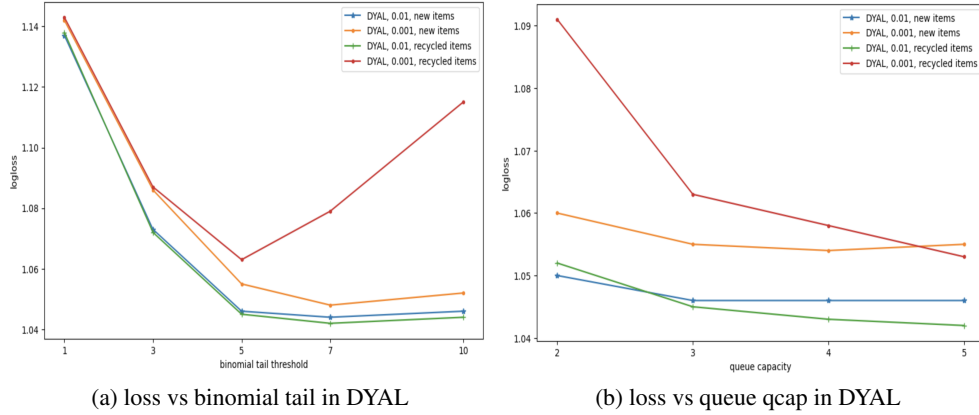 1.14
1.12
1.10
1.08
1.06
1.04
logloss
1
3
5
7
10
binomial tail threshold
DYAL, 0.01, new items
DYAL, 0.001, new items
DYAL, 0.01, recycled items
DYAL, 0.001, recycled items
(a) loss vs binomial tail in DYAL
1.09
1.08
1.07
1.06
1.05
1.04
logloss
2
3
4
5
queue capacity
DYAL, 0.01, new items
DYAL, 0.001, new items
DYAL, 0.01, recycled items
DYAL, 0.001, recycled items
(b) loss vs queue qcap in DYAL